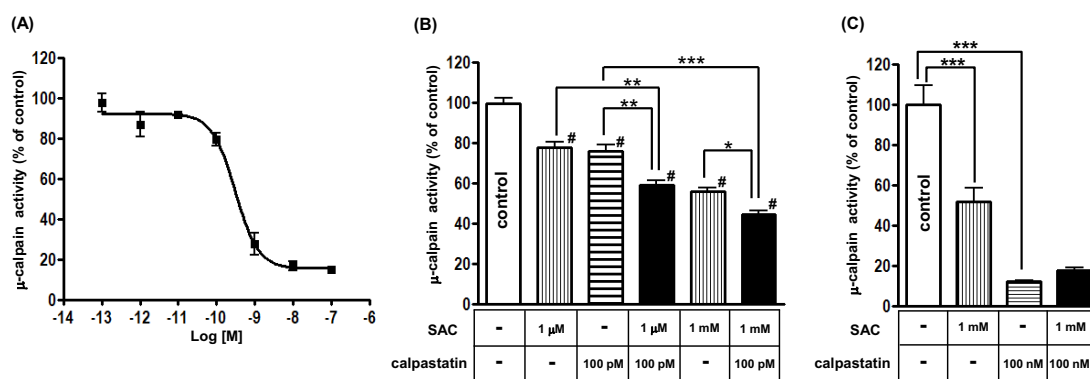 (A)
μ-calpain activity (% of control)
120
100
80
60
40
20
0
-14 -13 -12 -11 -10 -9 -8 -7 -6
Log [M]
(B)
μ-calpain activity (% of control)
120
100
80
60
40
20
0
***
**
**
*
control
#
#
#
#
#
SAC - 1 μM - 1 μM 1 mM 1 mM
calpastatin - - 100 pM 100 pM - 100 pM
(C)
μ-calpain activity (% of control)
120
100
80
60
40
20
0
***
***
control
SAC - 1 mM - 1 mM
calpastatin - - 100 nM 100 nM